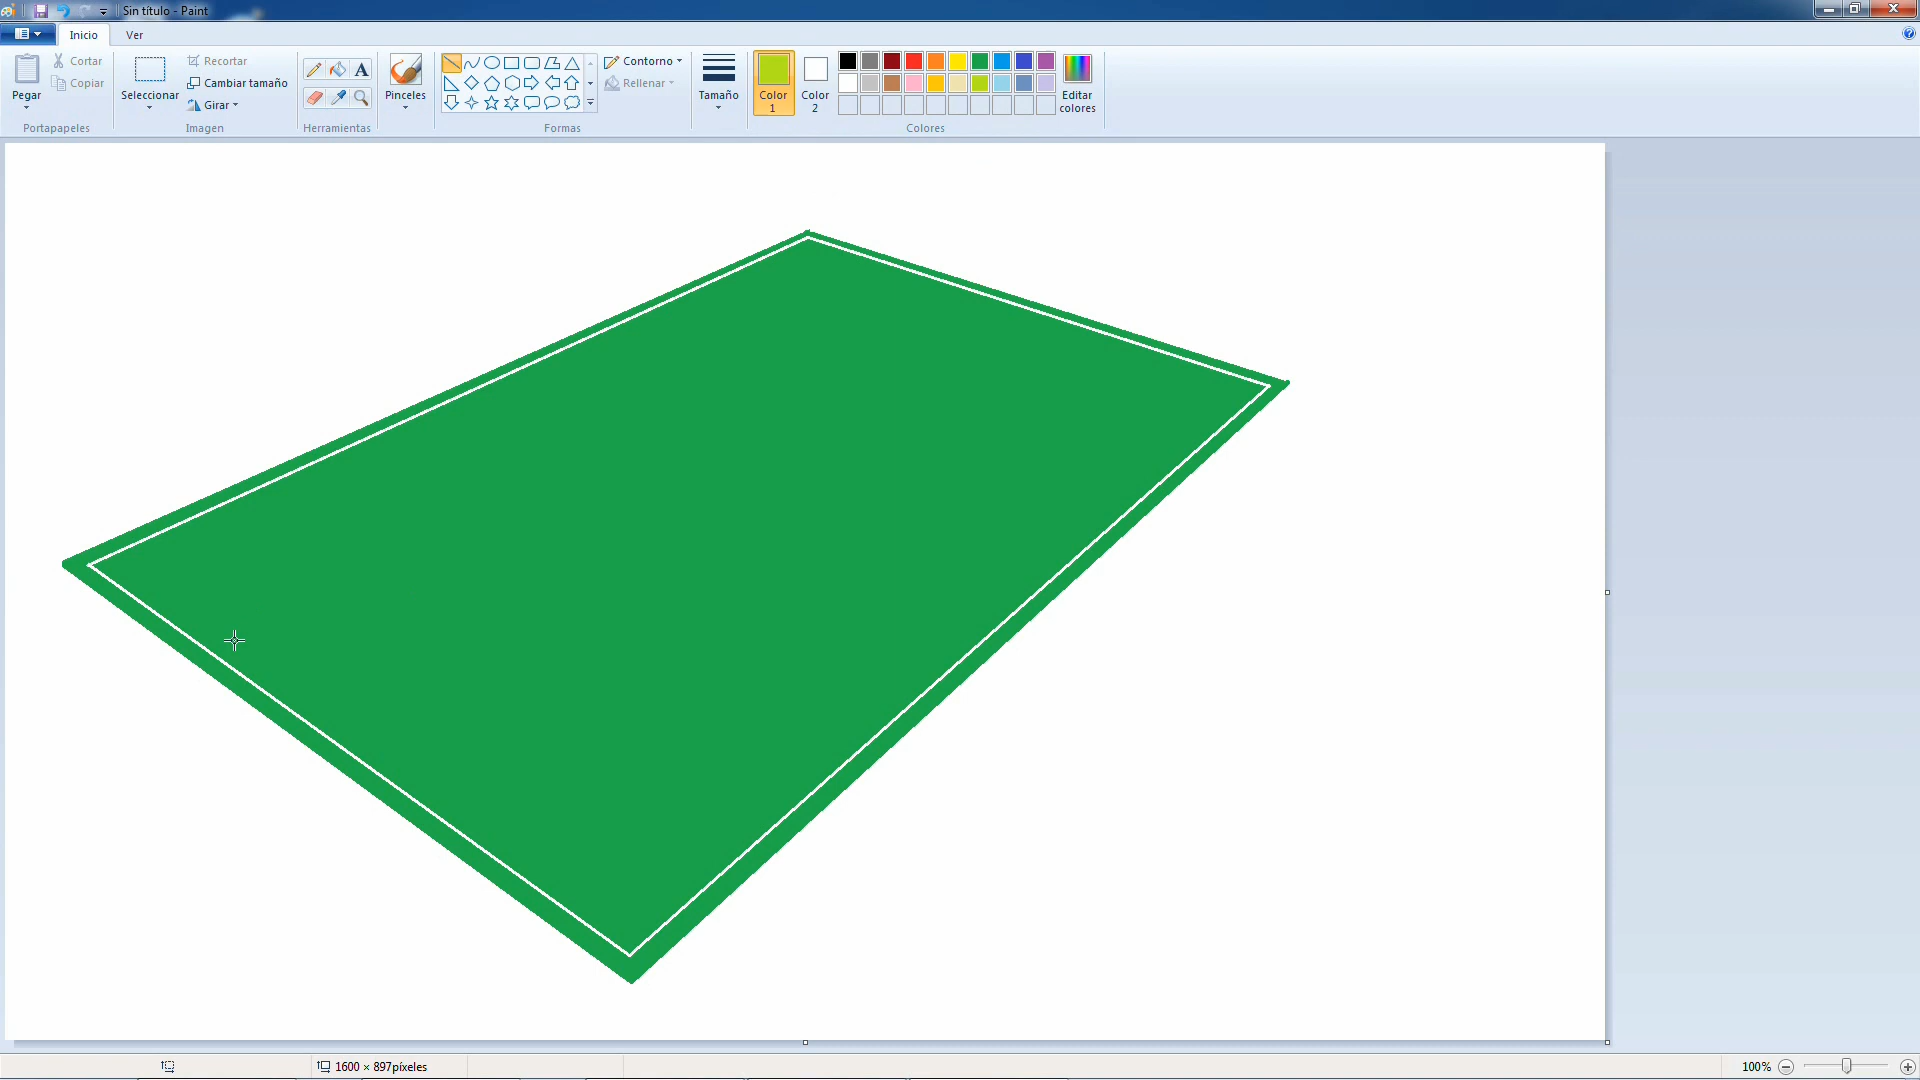 Sin título - Paint
Inicio Ver
Pegar
Cortar
Copiar
Portapapeles
Seleccionar
Recortar
Cambiar tamaño
Girar
Imagen
A
Herramientas
Pinceles
Contorno
Rellenar
Formas
Tamaño
Color
1
Color
2
Colores
Editar
colores
1600 × 897píxeles
100%